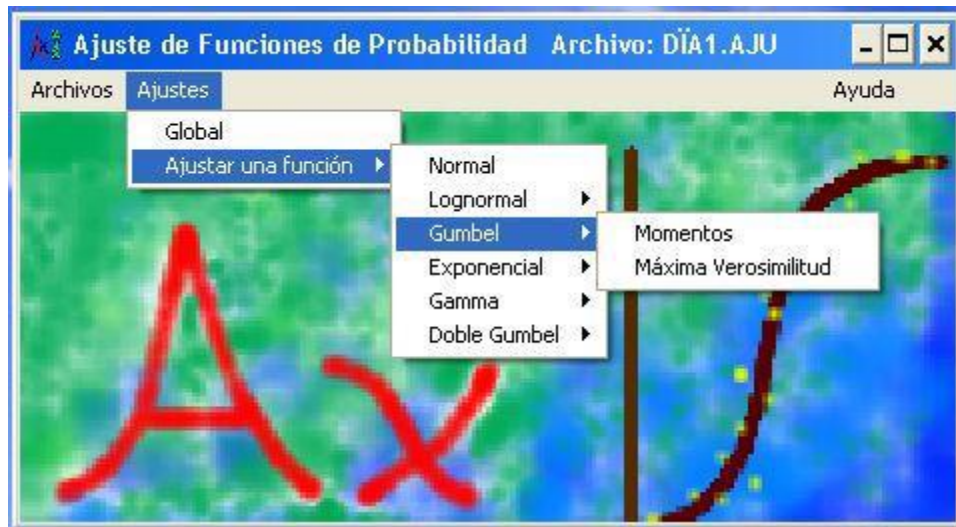 Ajuste de Funciones de Probabilidad Archivo: DÏA1.AJU
Archivos Ajustes Ayuda
Global
Ajustar una función
Normal
Lognormal
Gumbel
Exponencial
Gamma
Doble Gumbel
Momentos
Máxima Verosimilitud
Ax